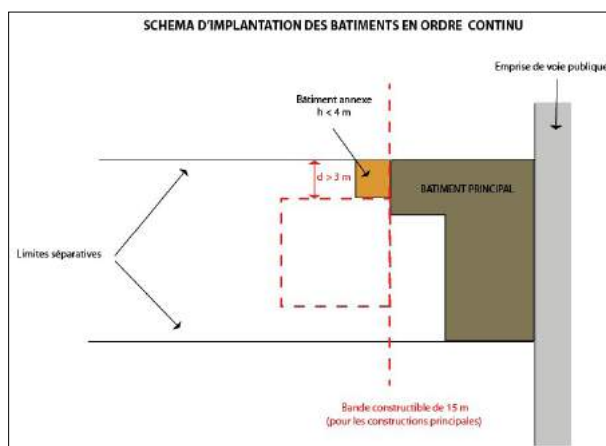 SCHEMA D'IMPLANTATION DES BATIMENTS EN ORDRE CONTINU
Emprise de voie publique
Bâtiment annexe
h < 4 m
d > 3 m
BATIMENT PRINCIPAL
Limites séparatives
Bande constructible de 15 m
(pour les constructions principales)